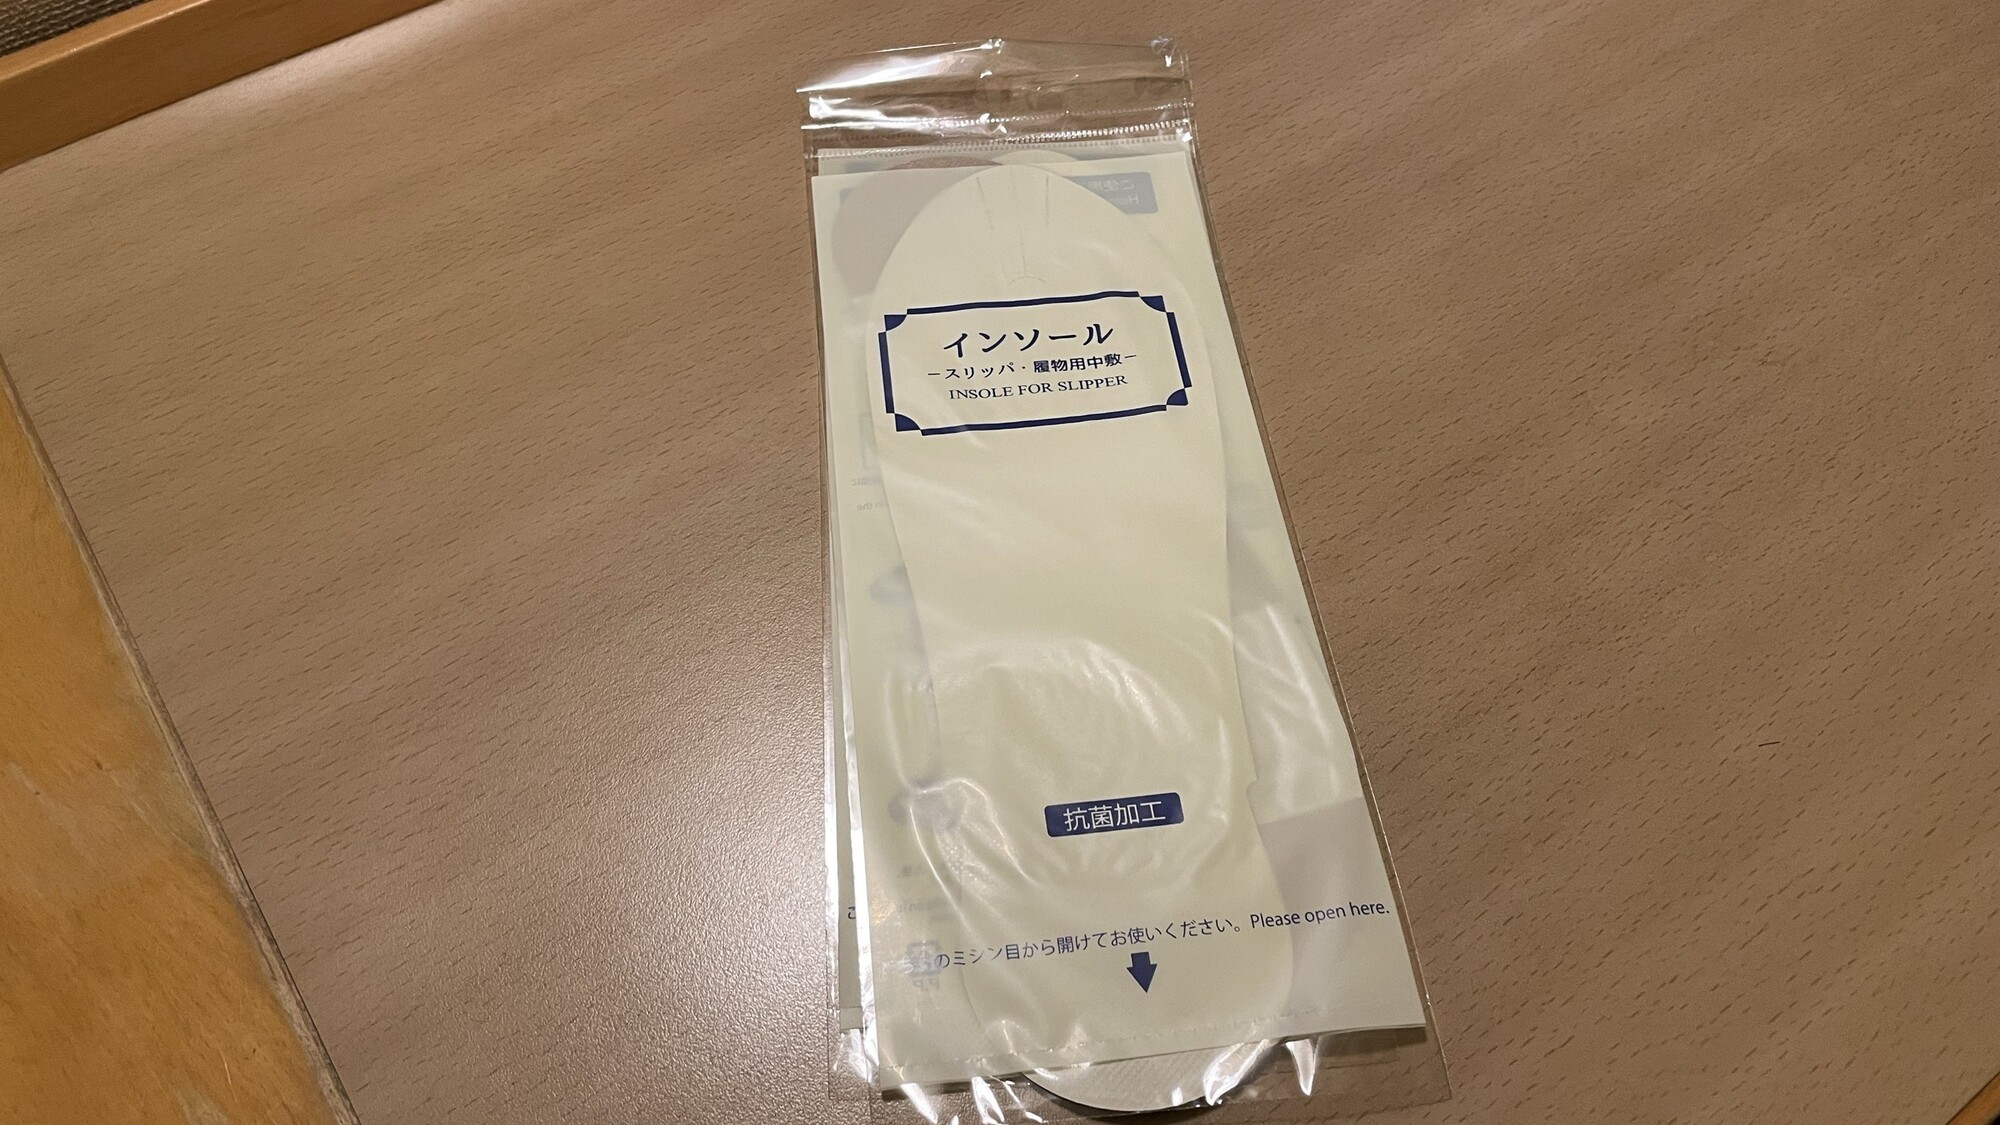 インソール
－スリッパ・履物用中敷－
INSOLE FOR SLIPPER
抗菌加工
のミシン目から開けてお使いください。Please open here.